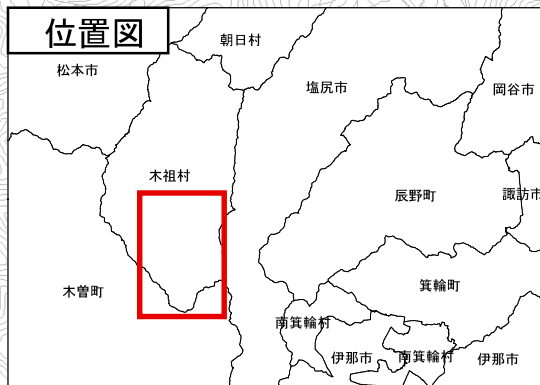 位置図
朝日村
松本市
塩尻市
岡谷市
木祖村
辰野町
諏訪市
木曽町
箕輪町
南箕輪村
伊那市
南箕輪村
伊那市